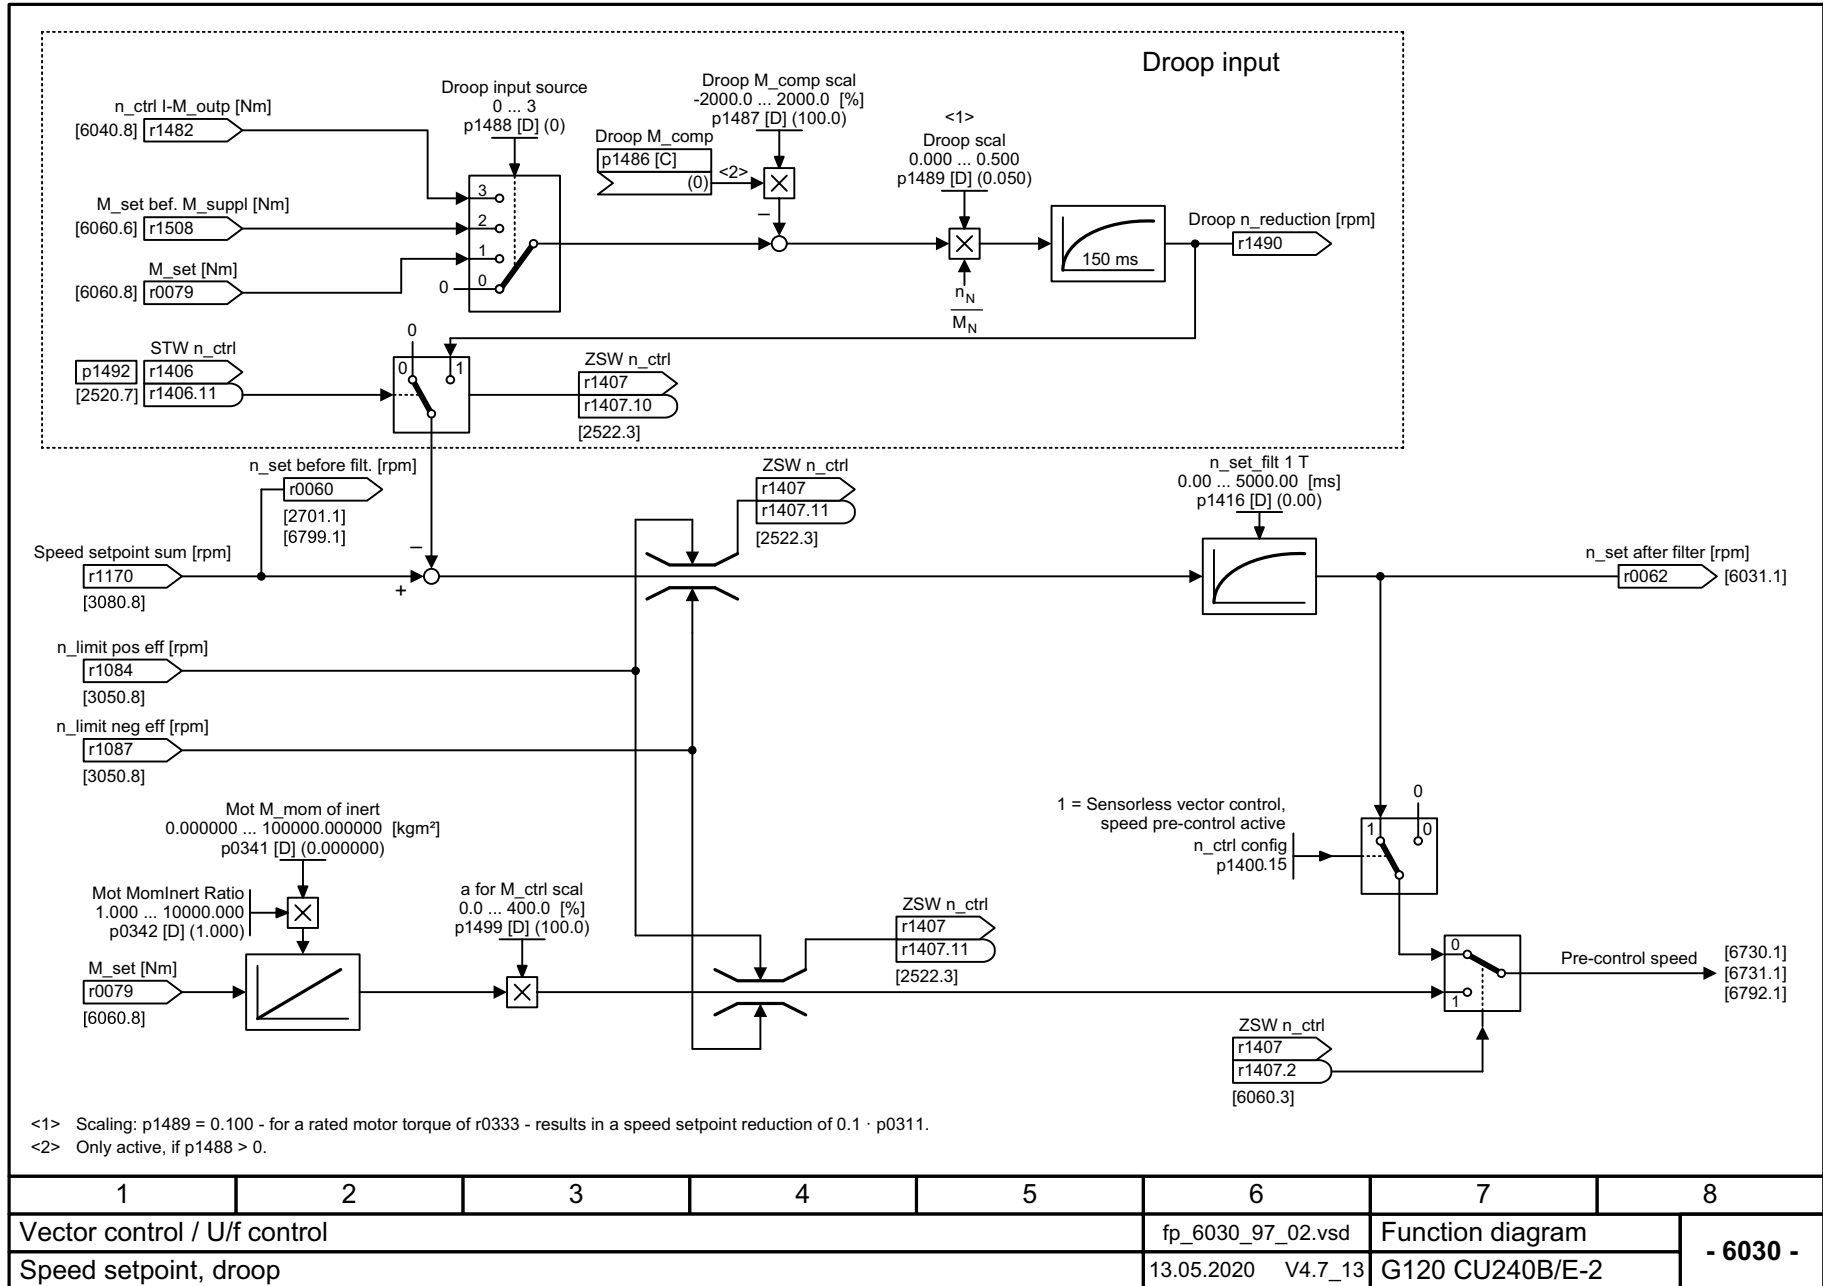 Droop input
n_ctrl I-M_outp [Nm]
[6040.8] r1482
Droop input source
0 ... 3
p1488 [D] (0)
Droop M_comp scal
-2000.0 ... 2000.0 [%]
p1487 [D] (100.0)
Droop M_comp
p1486 [C]
(0)
<2>
<1>
Droop scal
0.000 ... 0.500
p1489 [D] (0.050)
M_set bef. M_suppl [Nm]
[6060.6] r1508
M_set [Nm]
[6060.8] r0079
3
2
1
0
0
–
n_N
M_N
150 ms
Droop n_reduction [rpm]
r1490
STW n_ctrl
p1492 r1406
[2520.7] r1406.11
0
0 1
ZSW n_ctrl
r1407
r1407.10
[2522.3]
n_set before filt. [rpm]
r0060
[2701.1]
[6799.1]
ZSW n_ctrl
r1407
r1407.11
[2522.3]
n_set_filt 1 T
0.00 ... 5000.00 [ms]
p1416 [D] (0.00)
Speed setpoint sum [rpm]
r1170
[3080.8]
–
+
n_set after filter [rpm]
r0062 [6031.1]
n_limit pos eff [rpm]
r1084
[3050.8]
n_limit neg eff [rpm]
r1087
[3050.8]
1 = Sensorless vector control,
speed pre-control active
n_ctrl config
p1400.15
0
1 0
Mot M_mom of inert
0.000000 ... 100000.000000 [kgm²]
p0341 [D] (0.000000)
Mot MomInert Ratio
1.000 ... 10000.000
p0342 [D] (1.000)
M_set [Nm]
r0079
[6060.8]
a for M_ctrl scal
0.0 ... 400.0 [%]
p1499 [D] (100.0)
ZSW n_ctrl
r1407
r1407.11
[2522.3]
0
1
Pre-control speed
[6730.1]
[6731.1]
[6792.1]
ZSW n_ctrl
r1407
r1407.2
[6060.3]
<1> Scaling: p1489 = 0.100 - for a rated motor torque of r0333 - results in a speed setpoint reduction of 0.1 · p0311.
<2> Only active, if p1488 > 0.
1 2 3 4 5 6 7 8
Vector control / U/f control
fp_6030_97_02.vsd
Function diagram
- 6030 -
Speed setpoint, droop
13.05.2020 V4.7_13
G120 CU240B/E-2